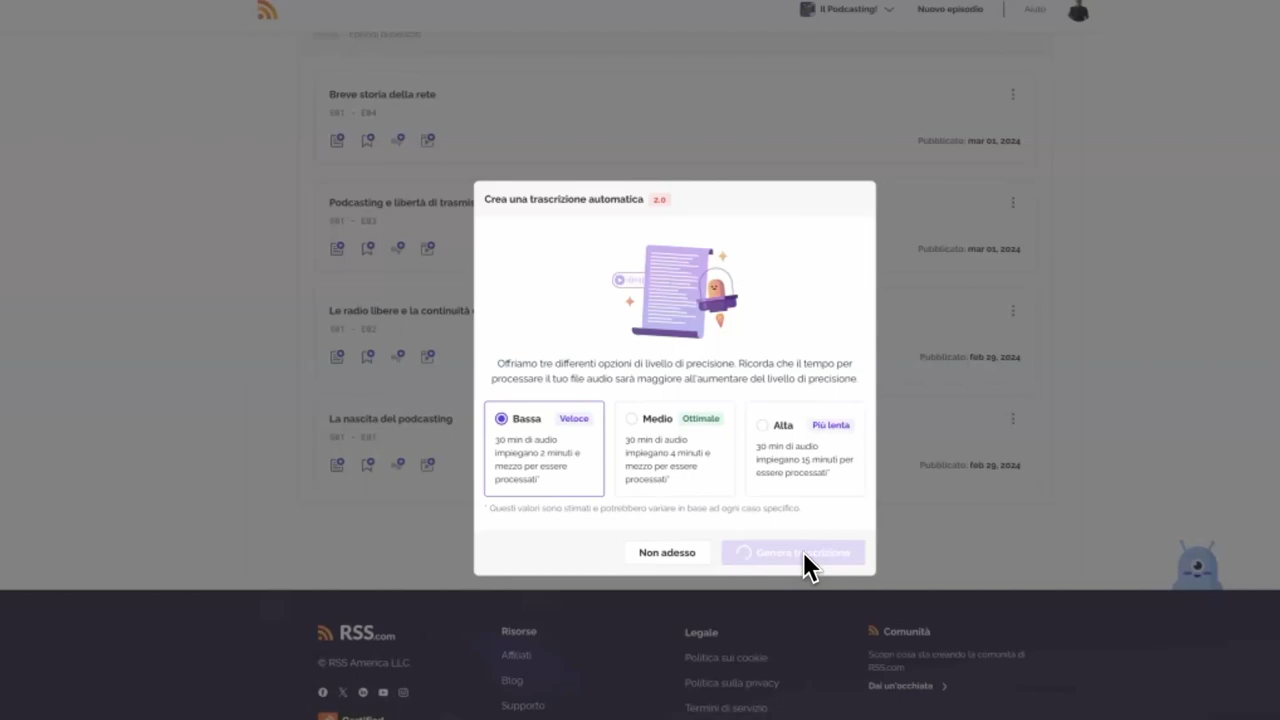 Il Podcasting!
Nuovo episodio
Aiuto
Breve storia della rete
S01 - E04
Pubblicato: mar 01, 2024
Podcasting e libertà di trasmis
S01 - E03
Pubblicato: mar 01, 2024
Le radio libere e la continuità
S01 - E02
Pubblicato: feb 29, 2024
La nascita del podcasting
S01 - E01
Pubblicato: feb 29, 2024
Crea una trascrizione automatica 2.0
Offriamo tre differenti opzioni di livello di precisione. Ricorda che il tempo per
processare il tuo file audio sarà maggiore all'aumentare del livello di precisione.
Bassa Veloce
30 min di audio
impiegano 2 minuti e
mezzo per essere
processati*
Medio Ottimale
30 min di audio
impiegano 4 minuti e
mezzo per essere
processati*
Alta Più lenta
30 min di audio
impiegano 15 minuti per
essere processati*
* Questi valori sono stimati e potrebbero variare in base ad ogni caso specifico.
Non adesso
Genera trascrizione
RSS.com
© RSS America LLC
Certified
Risorse
Affiliati
Blog
Supporto
Legale
Politica sui cookie
Politica sulla privacy
Termini di servizio
Comunità
Scopri cosa sta creando la comunità di
RSS.com
Dai un'occhiata